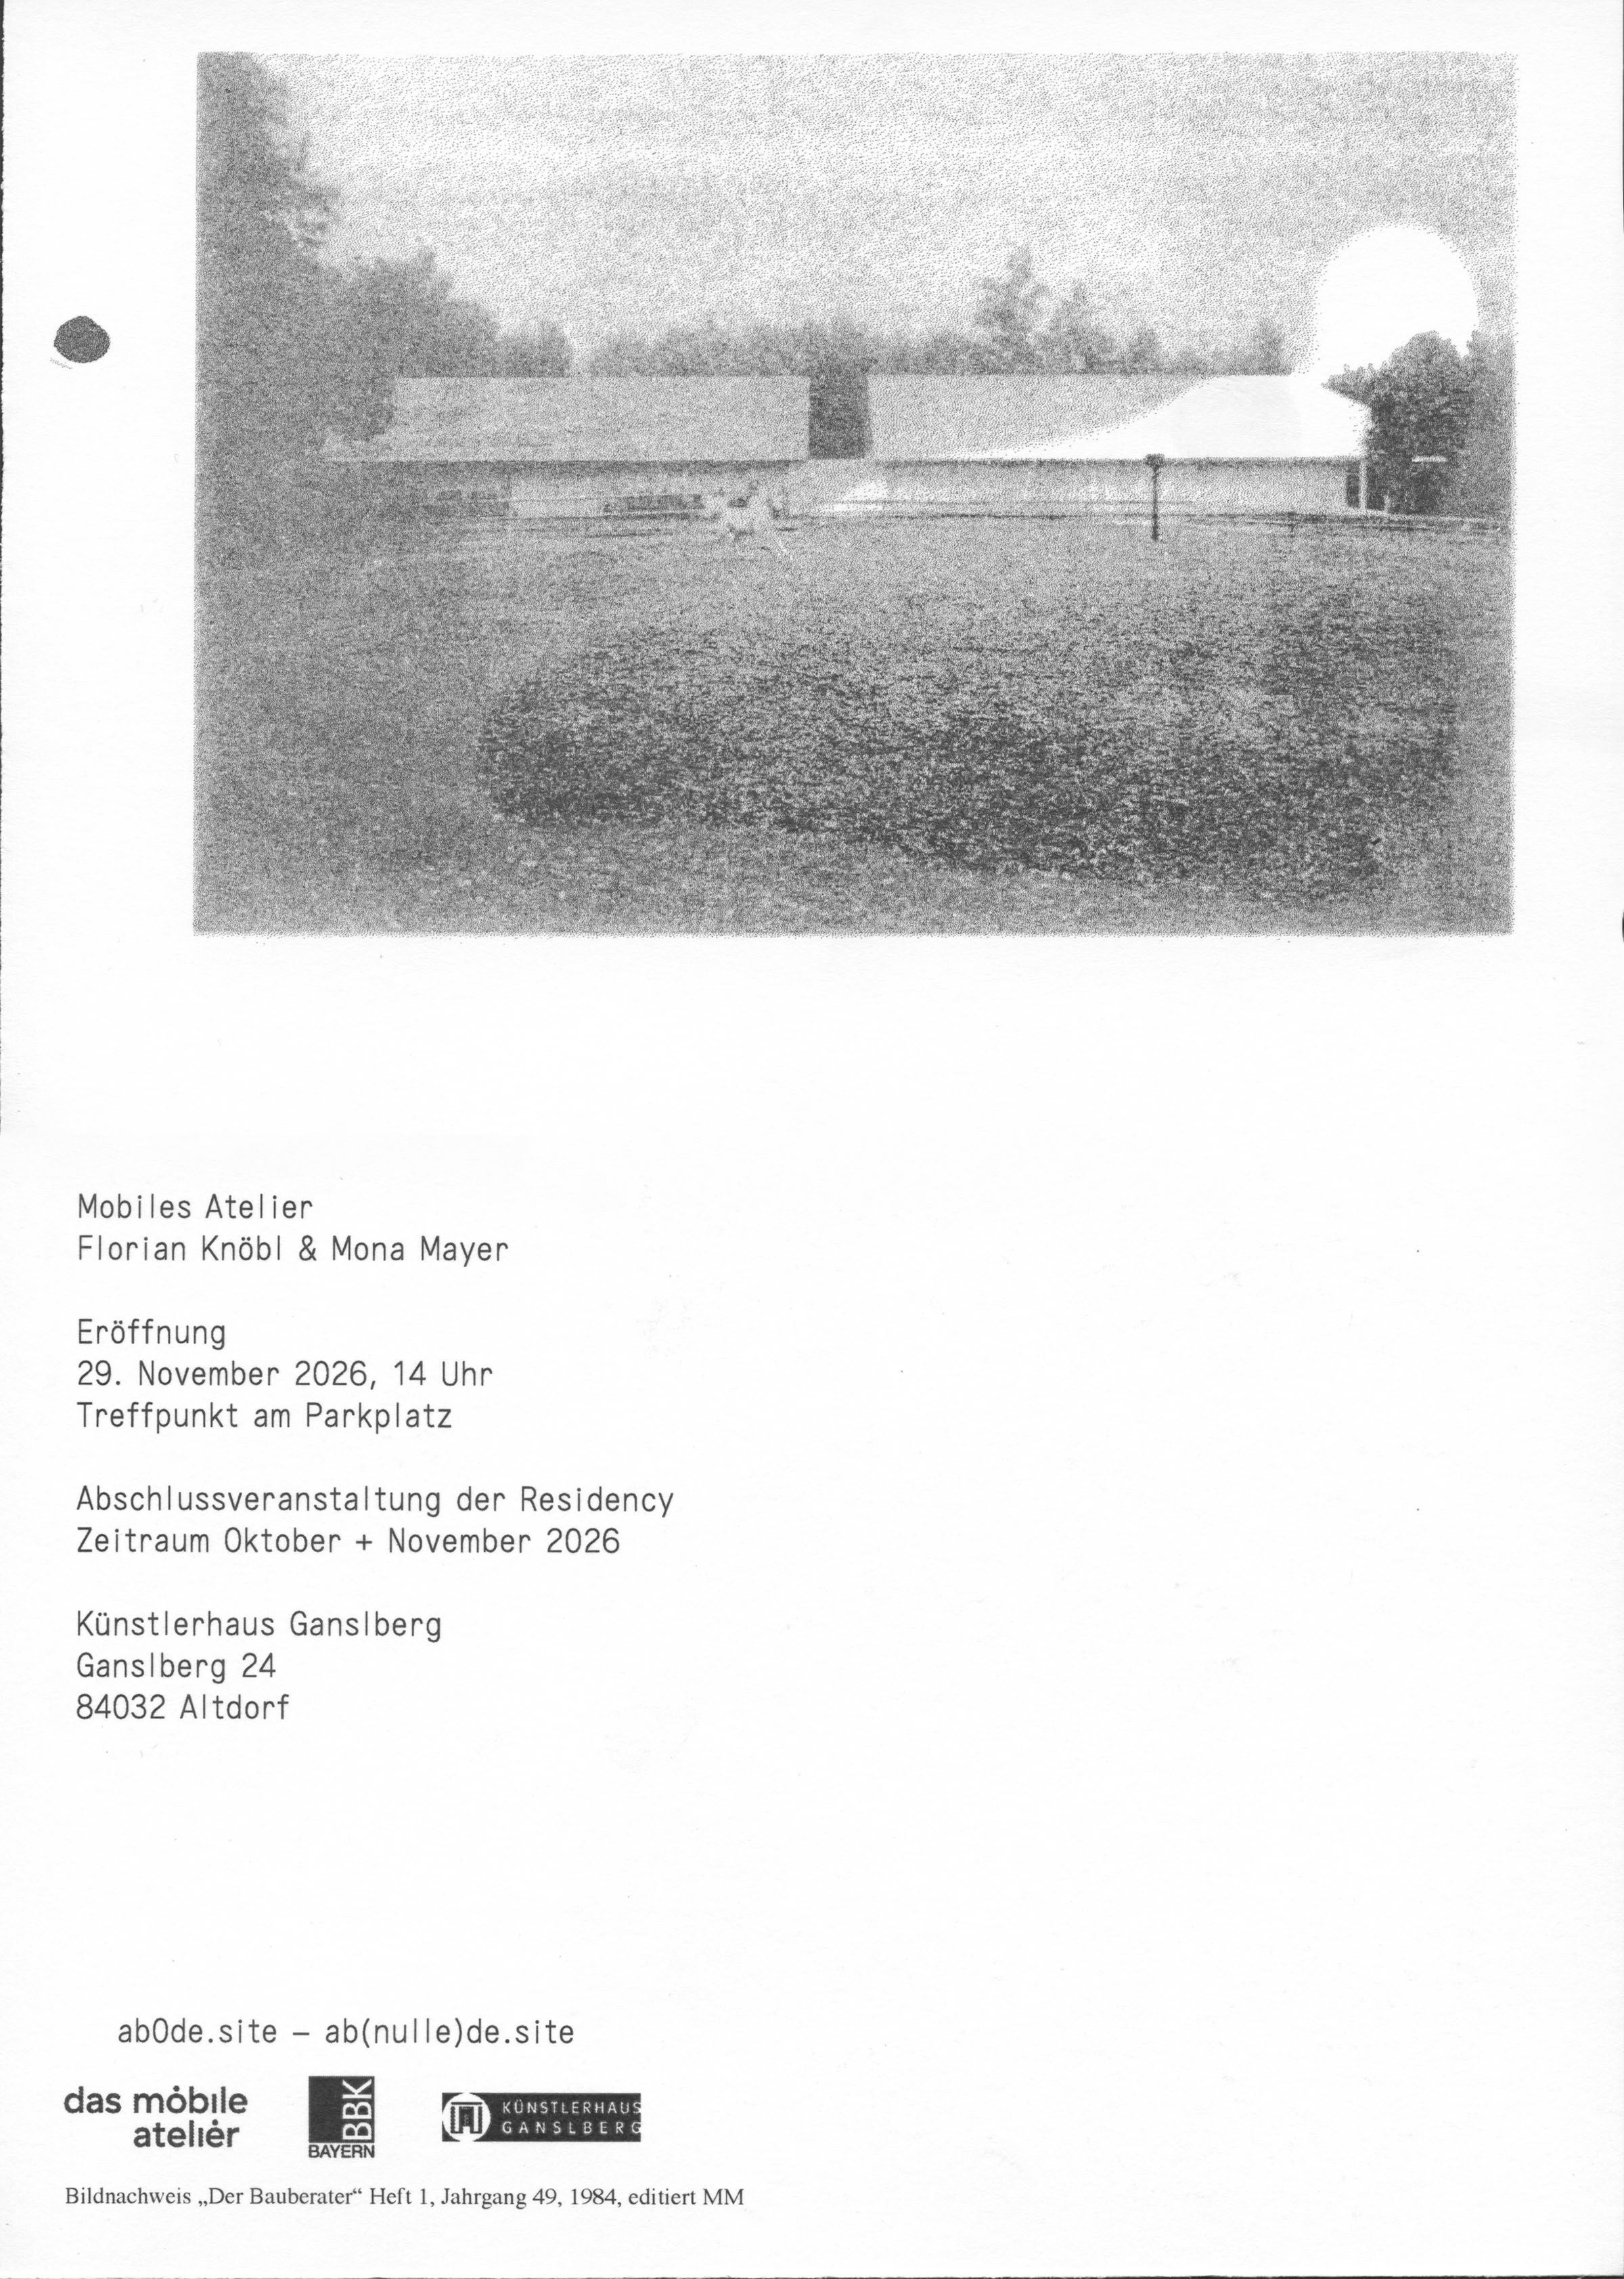 Mobiles Atelier
Florian Knöbl & Mona Mayer
Eröffnung
29. November 2026, 14 Uhr
Treffpunkt am Parkplatz
Abschlussveranstaltung der Residency
Zeitraum Oktober + November 2026
Künstlerhaus Ganslberg
Ganslberg 24
84032 Altdorf
ab0de.site – ab(nulle)de.site
das mobile
atelier
BBK
BAYERN
KÜNSTLERHAUS
GANSLBERG
Bildnachweis „Der Bauberater“ Heft 1, Jahrgang 49, 1984, editiert MM